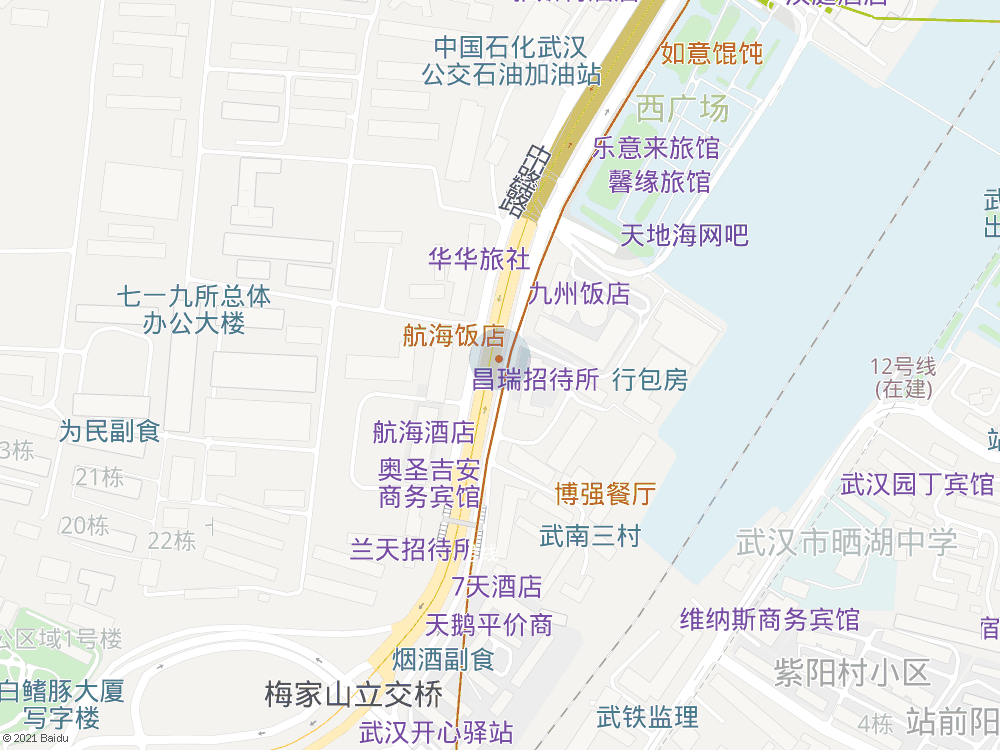 中国石化武汉
公交石油加油站
如意馄饨
西广场
乐意来旅馆
馨缘旅馆
天地海网吧
华华旅社
九州饭店
七一九所总体
办公大楼
航海饭店
昌瑞招待所
行包房
12号线
(在建)
为民副食
航海酒店
3栋
21栋
奥圣吉安
商务宾馆
武汉园丁宾馆
博强餐厅
20栋
22栋
武南三村
武汉市晒湖中学
兰天招待所
7天酒店
天鹅平价商
维纳斯商务宾馆
公区域1号楼
烟酒副食
紫阳村小区
白鳍豚大厦
写字楼
梅家山立交桥
武铁监理
4栋
站前阳
武汉开心驿站
© 2021 Baidu